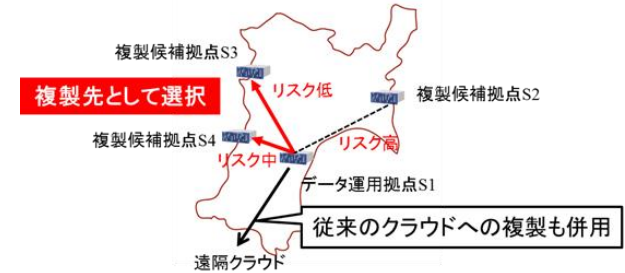 複製候補拠点S3
リスク低
複製先として選択
複製候補拠点S2
複製候補拠点S4
リスク高
リスク中
データ運用拠点S1
従来のクラウドへの複製も併用
遠隔クラウド